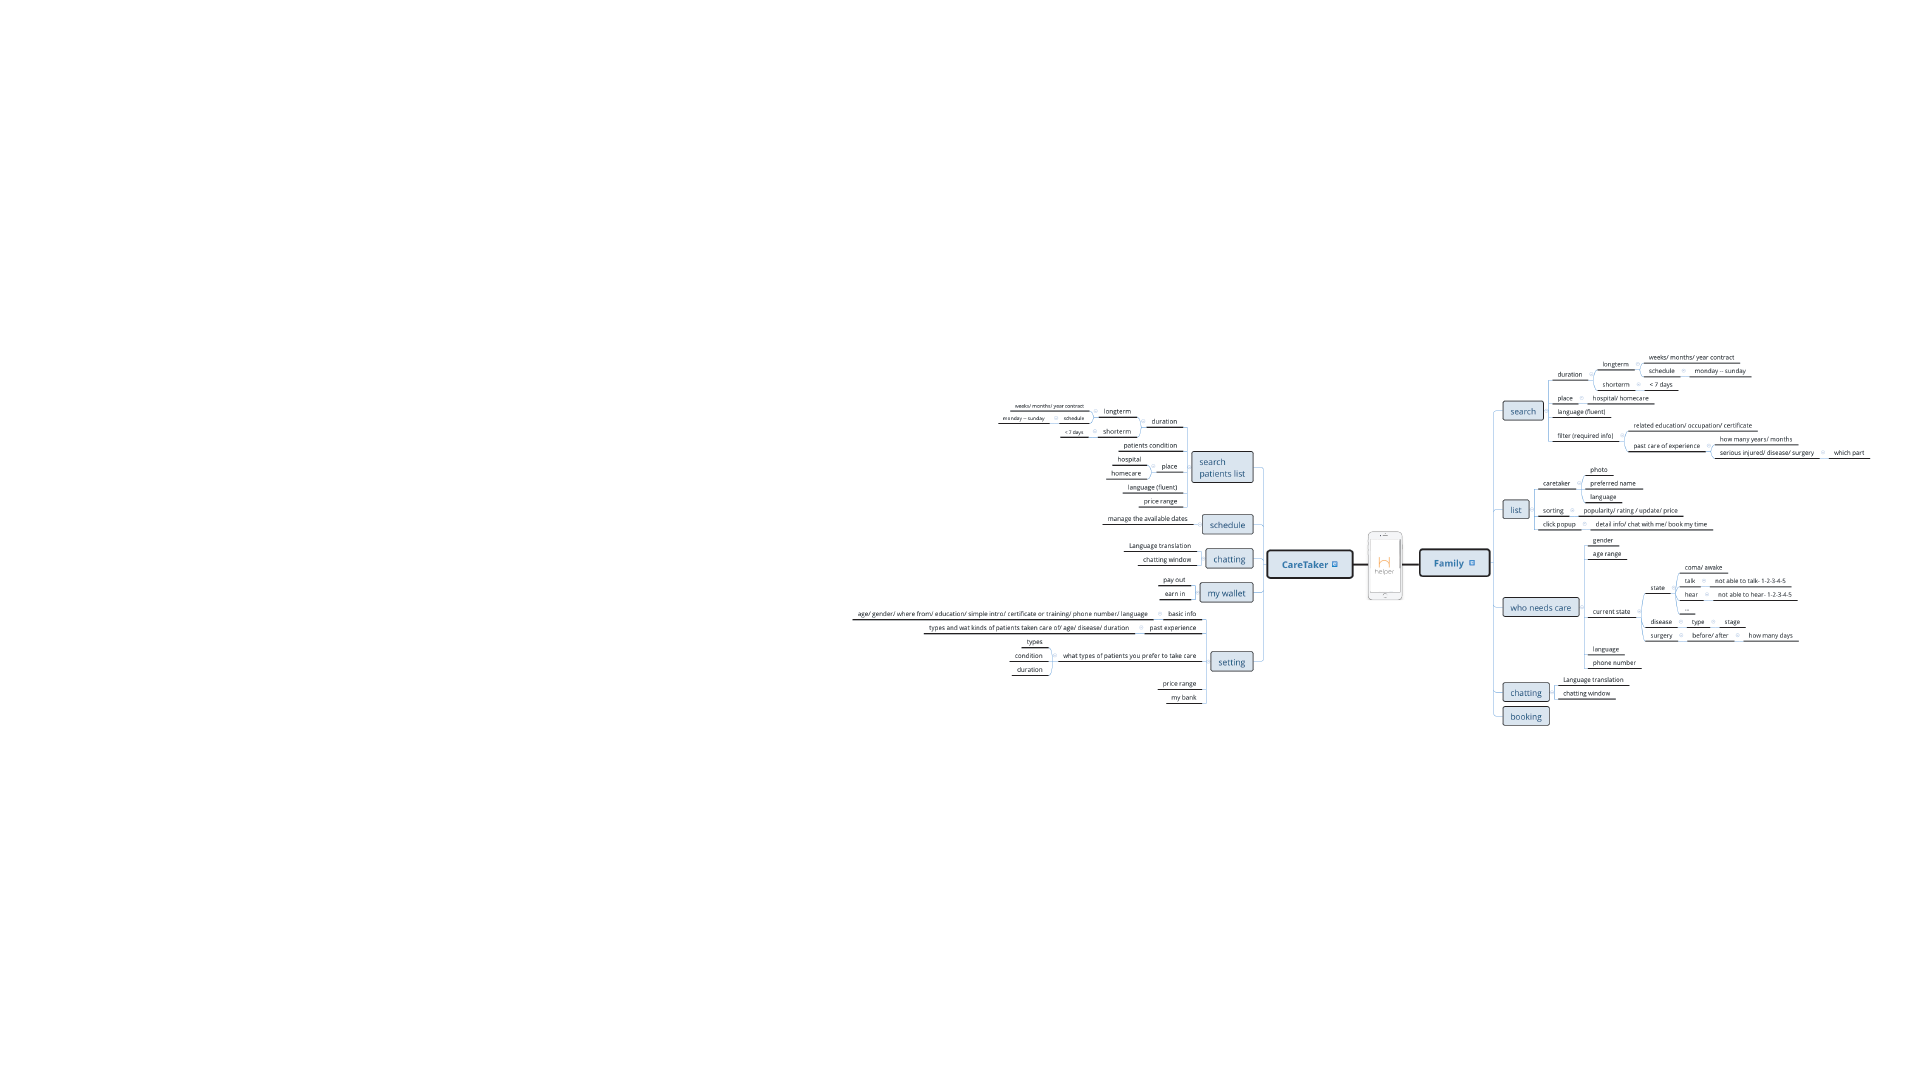 weeks/ months/ year contract
longterm
monday – sunday
schedule
duration
< 7 days
shorterm
patients condition
hospital
place
homecare
search
patients list
language (fluent)
price range
manage the available dates
schedule
Language translation
chatting window
chatting
pay out
earn in
my wallet
age/ gender/ where from/ education/ simple intro/ certificate or training/ phone number/ language
basic info
types and wat kinds of patients taken care of/ age/ disease/ duration
past experience
types
condition
duration
what types of patients you prefer to take care
setting
price range
my bank
CareTaker
helper
Family
search
duration
longterm
weeks/ months/ year contract
schedule
monday – sunday
shorterm
< 7 days
place
hospital/ homecare
language (fluent)
filter (required info)
related education/ occupation/ certificate
past care of experience
how many years/ months
serious injured/ disease/ surgery
which part
list
caretaker
photo
preferred name
language
sorting
popularity/ rating / update/ price
click popup
detail info/ chat with me/ book my time
who needs care
gender
age range
current state
state
coma/ awake
talk
not able to talk- 1-2-3-4-5
hear
not able to hear- 1-2-3-4-5
...
disease
type
stage
surgery
before/ after
how many days
language
phone number
chatting
Language translation
chatting window
booking